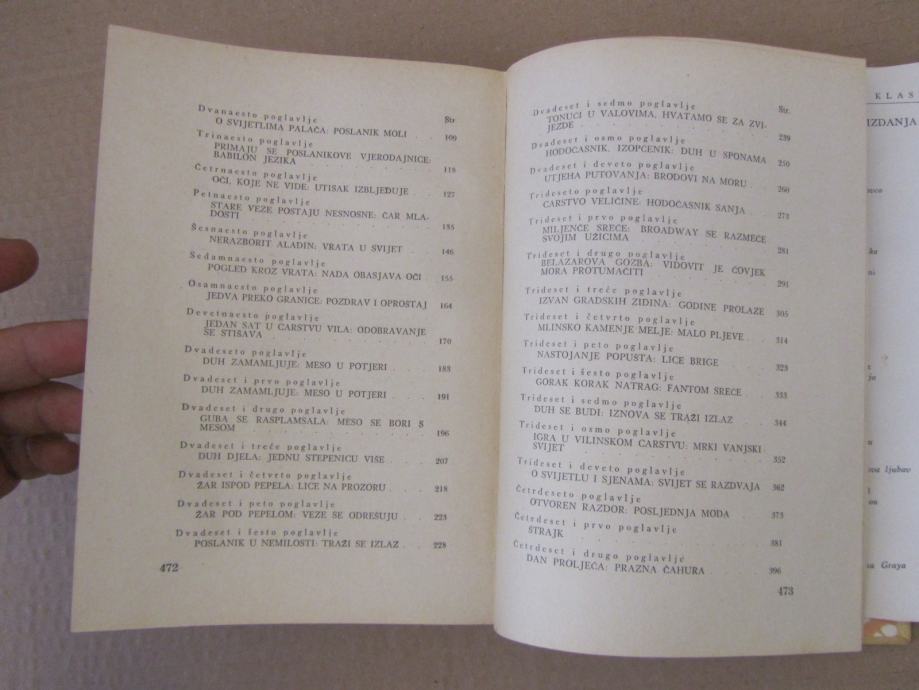 Dvanaesto poglavlje Str
O SVIJETLIMA PALAČA: POSLANIK MOLI 109
Trinaesto poglavlje
PRIMAJU SE POSLANIKOVE VJERODAJNICE:
BABILON JEZIKA 118
Četrnaesto poglavlje
OČI, KOJE NE VIDE: UTISAK IZBLJEĐUJE 127
Petnaesto poglavlje
STARE VEZE POSTAJU NESNOSNE: ČAR MLA-
DOSTI 135
Šesnaesto poglavlje
NERAZBORIT ALADIN: VRATA U SVIJET 146
Sedamnaesto poglavlje
POGLED KROZ VRATA: NADA OBASJAVA OČI 155
Osamnaesto poglavlje
JEDVA PREKO GRANICE: POZDRAV I OPROSTAJ 164
Devetnaesto poglavlje
JEDAN SAT U CARSTVU VILA: ODOBRAVANJE
SE STIŠAVA 170
Dvadeseto poglavlje
DUH ZAMAMLJUJE: MESO U POTJERI 183
Dvadeset i prvo poglavlje
DUH ZAMAMLJUJE: MESO U POTJERI 191
Dvadeset i drugo poglavlje
GUBA SE RASPLAMSALA: MESO SE BORI S
MESOM 196
Dvadeset i treće poglavlje
DUH DJELA: JEDNU STEPENICU VIŠE 207
Dvadeset i četveto poglavlje
ŽAR ISPOD PEPELA: LICE NA PROZORU 218
Dvadeset i peto poglavlje
ŽAR POD PEPELOM: VEZE SE ODREŠUJU 223
Dvadeset i šesto poglavlje
POSLANIK U NEMILOSTI: TRAŽI SE IZLAZ 228
472
Dvadeset i sedmo poglavlje Str.
TONUĆI U VALOVIMA, HVATAMO SE ZA ZVI-
JEZDE 239
Dvadeset i osmo poglavlje
HODOČASNIK, IZOPĆENIK: DUH U SPONAMA 250
Dvadeset i deveto poglavlje
UTJEHA PUTOVANJA: BRODOVI NA MORU 260
Trideseto poglavlje
CARSTVO VELIČINE: HODOČASNIK SANJA 273
Trideset i prvo poglavlje
MILJENČE SREĆE: BROADWAY SE RAZMEĆE
SVOJIM UŽICIMA 281
Trideset i drugo poglavlje
BELAZAROVA GOZBA: VIDOVIT JE ČOVJEK
MORA PROTUMAČITI 291
Trideset i treće poglavlje
IZVAN GRADSKIH ZIDINA: GODINE PROLAZE 305
Trideset i četvrto poglavlje
MLINSKO KAMENJE MELJE: MALO PLJEVE 314
Trideset i peto poglavlje
NASTOJANJE POPUSTA: LICE BRIGE 323
Trideset i šesto poglavlje
GORAK KORAK NATRAG: FANTOM SREĆE 333
Trideset i sedmo poglavlje
DUH SE BUDI: IZNOVA SE TRAŽI IZLAZ 344
Trideset i osmo poglavlje
IGRA U VILINSKOM CARSTVU: MRKI VANJSKI
SVIJET 352
Trideset i deveto poglavlje
O SVIJETLU I SJENAMA: SVIJET SE RAZDVAJA 362
Četrdeseto poglavlje
OTVOREN RAZDOR: POSLJEDNJA MODA 373
Četrdeset i prvo poglavlje
ŠTRAJK 381
Četrdeset i drugo poglavlje
DAN PROLJEĆA: PRAZNA ČAHURA 396
473
KLAS
IZDANJA
ljubav
Graya